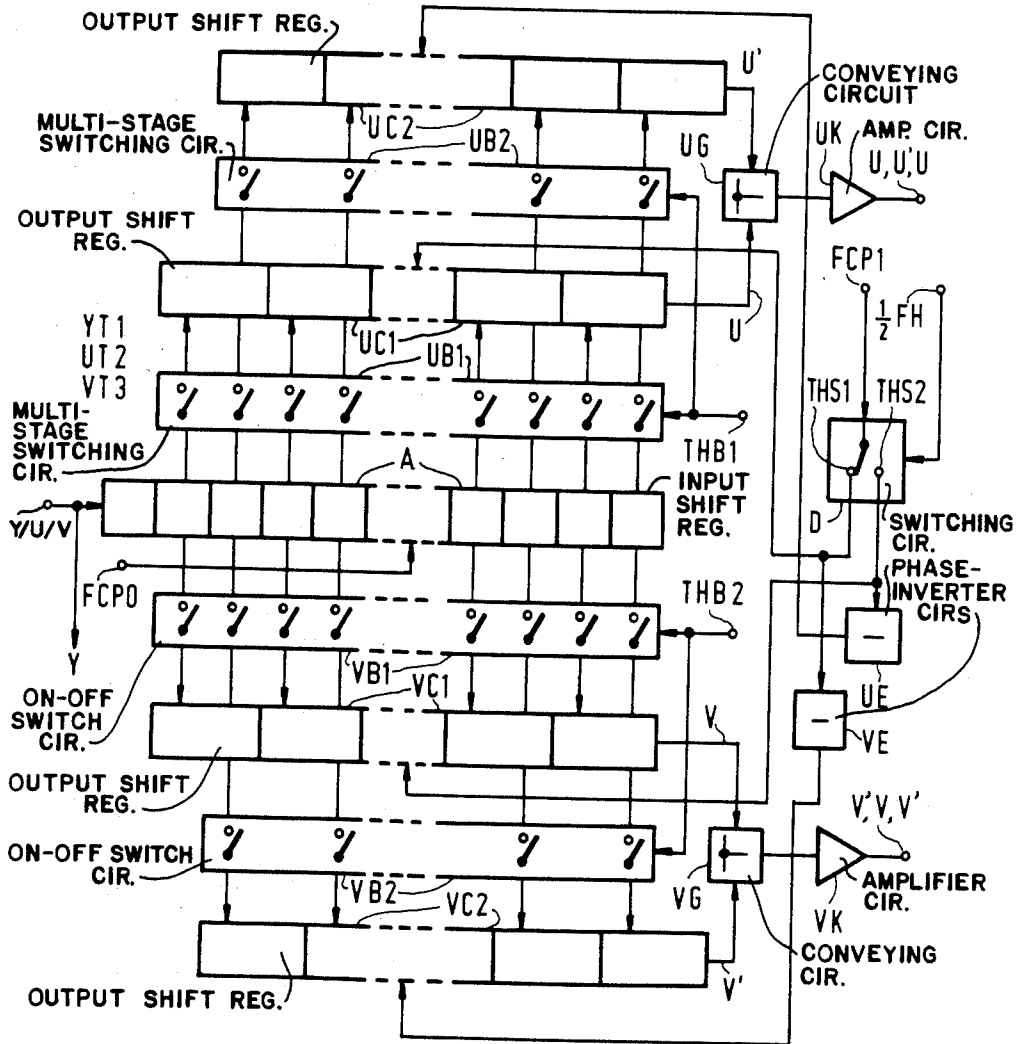 OUTPUT SHIFT REG.
U'
CONVEYING
CIRCUIT
UC2
MULTI-STAGE
SWITCHING CIR.
UB2
UG
UK
AMP. CIR.
U, U', U
OUTPUT SHIFT
REG.
FCP1
1/2 FH
U
YT1
UT2
VT3
UC1
UB1
THS1
THS2
MULTI-
STAGE
SWITCHING
CIR.
THB1
A
INPUT
SHIFT
REG.
Y/U/V
D
SWITCHING
CIR.
PHASE-
INVERTER
CIRS
FCP0
THB2
Y
VB1
UE
ON-OFF
SWITCH
CIR.
VC1
V
VE
OUTPUT SHIFT
REG.
V', V, V'
ON-OFF SWITCH
CIR.
VB2
VC2
VG
VK
AMPLIFIER
CIR.
CONVEYING
CIR.
V'
OUTPUT SHIFT REG.